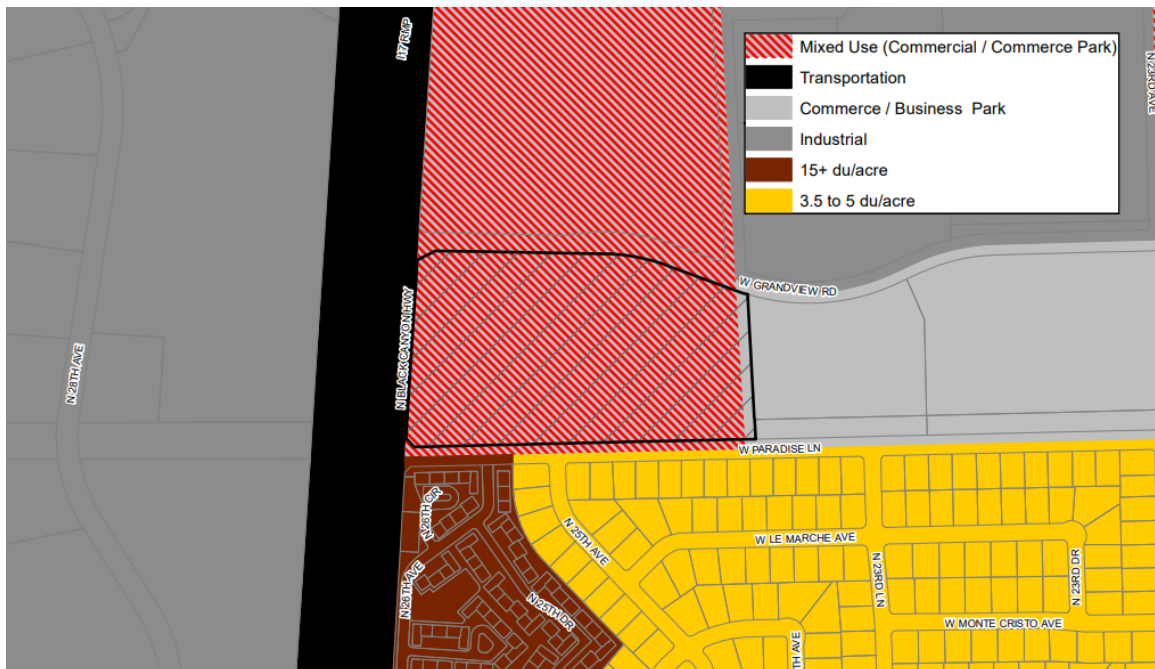 I17 RMP
Mixed Use (Commercial / Commerce Park)
Transportation
Commerce / Business Park
Industrial
15+ du/acre
3.5 to 5 du/acre
N 23RD AVE
W GRANDVIEW RD
N BLACK CANYON HWY
N 28TH AVE
W PARADISE LN
N 26TH CIR
N 25TH AVE
W LE MARCHE AVE
N 26TH AVE
N 25TH DR
N 23RD LN
N 23RD DR
W MONTE CRISTO AVE
TH AVE